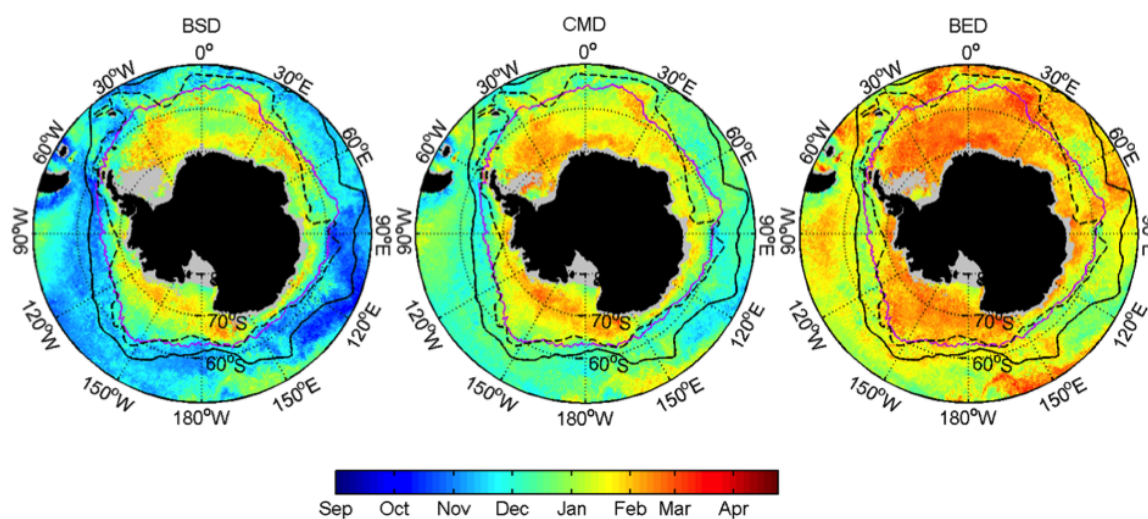 BSD CMD BED
0° 0° 0°
30°W 30°E 30°W 30°E 30°W 30°E
60°W 60°E 60°W 60°E 60°W 60°E
90°W 90°E 90°W 90°E 90°W 90°E
120°W 70°S 120°E 120°W 70°S 120°E 120°W 70°S 120°E
60°S 60°S 60°S
150°W 150°E 150°W 150°E 150°W 150°E
180°W 180°W 180°W
Sep Oct Nov Dec Jan Feb Mar Apr